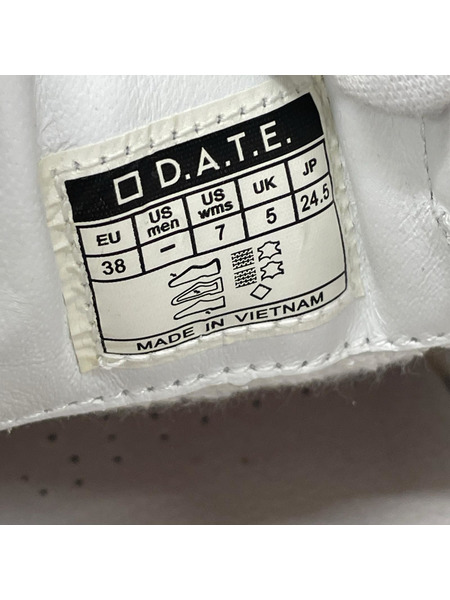 D.A.T.E.
EU US men US wms UK JP
38 – 7 5 24.5
MADE IN VIETNAM